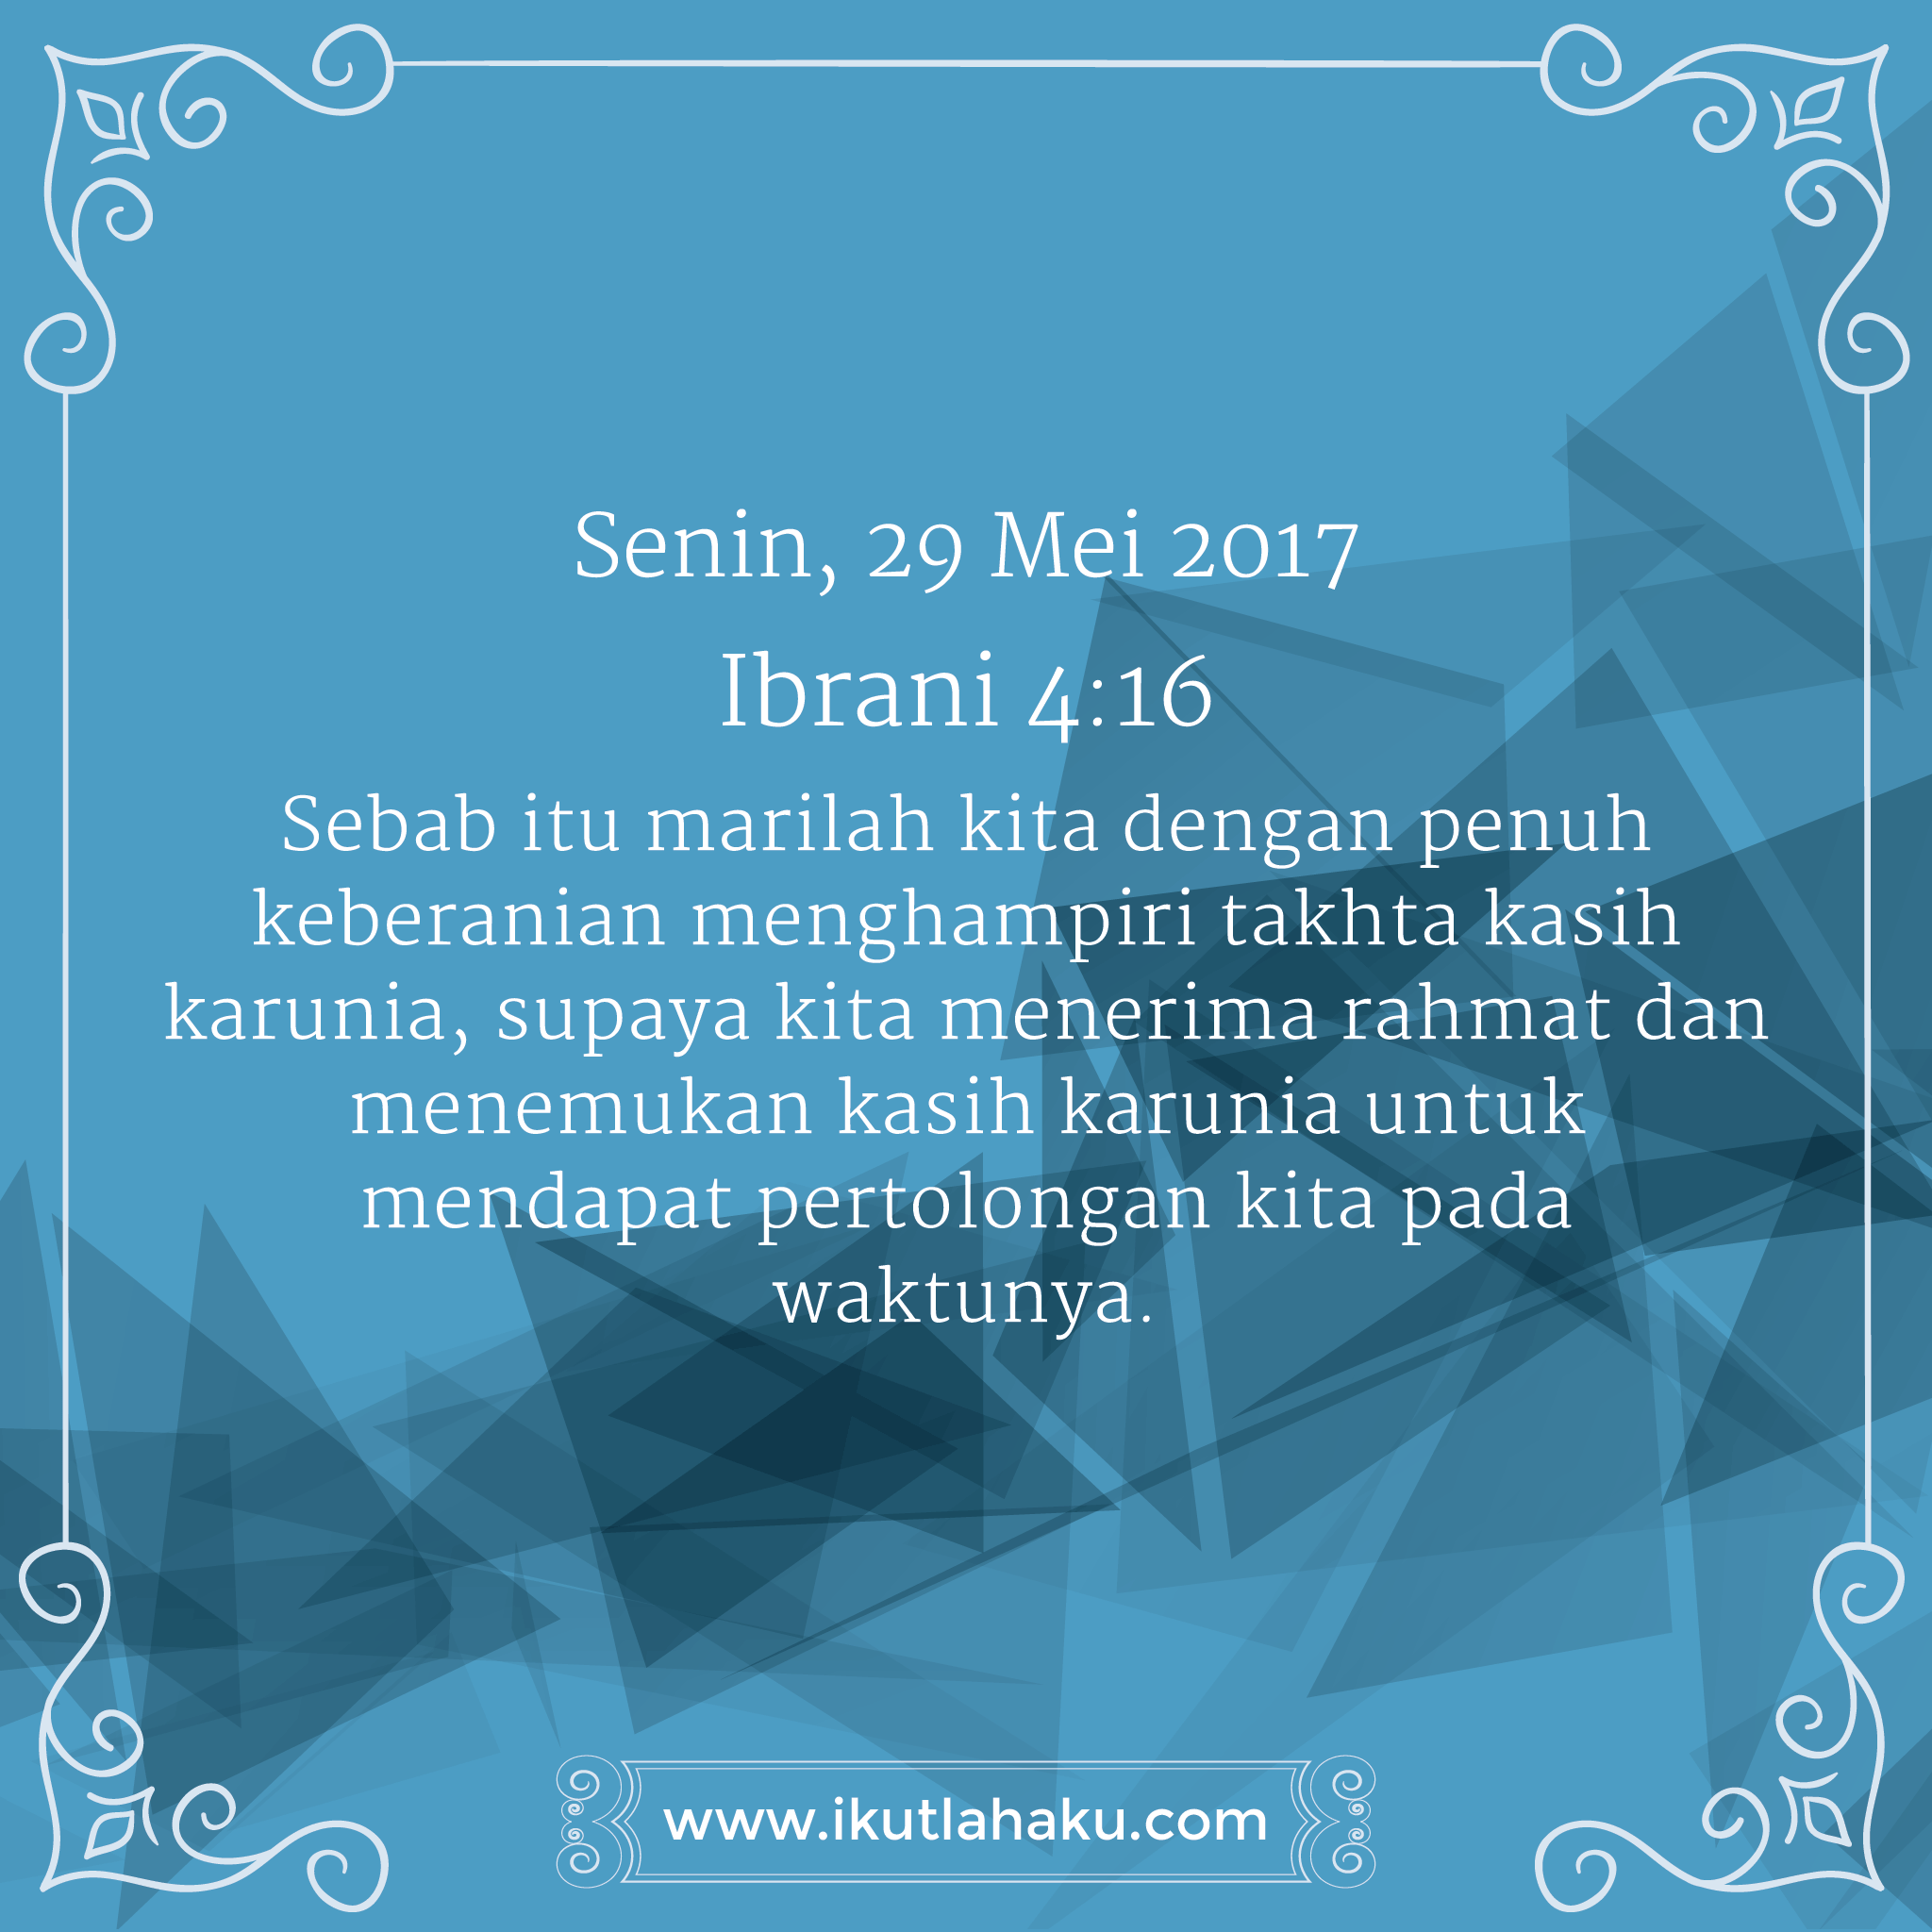 Senin, 29 Mei 2017
Ibrani 4:16
Sebab itu marilah kita dengan penuh
keberanian menghampiri takhta kasih
karunia, supaya kita menerima rahmat dan
menemukan kasih karunia untuk
mendapat pertolongan kita pada
waktunya.
www.ikutlahaku.com